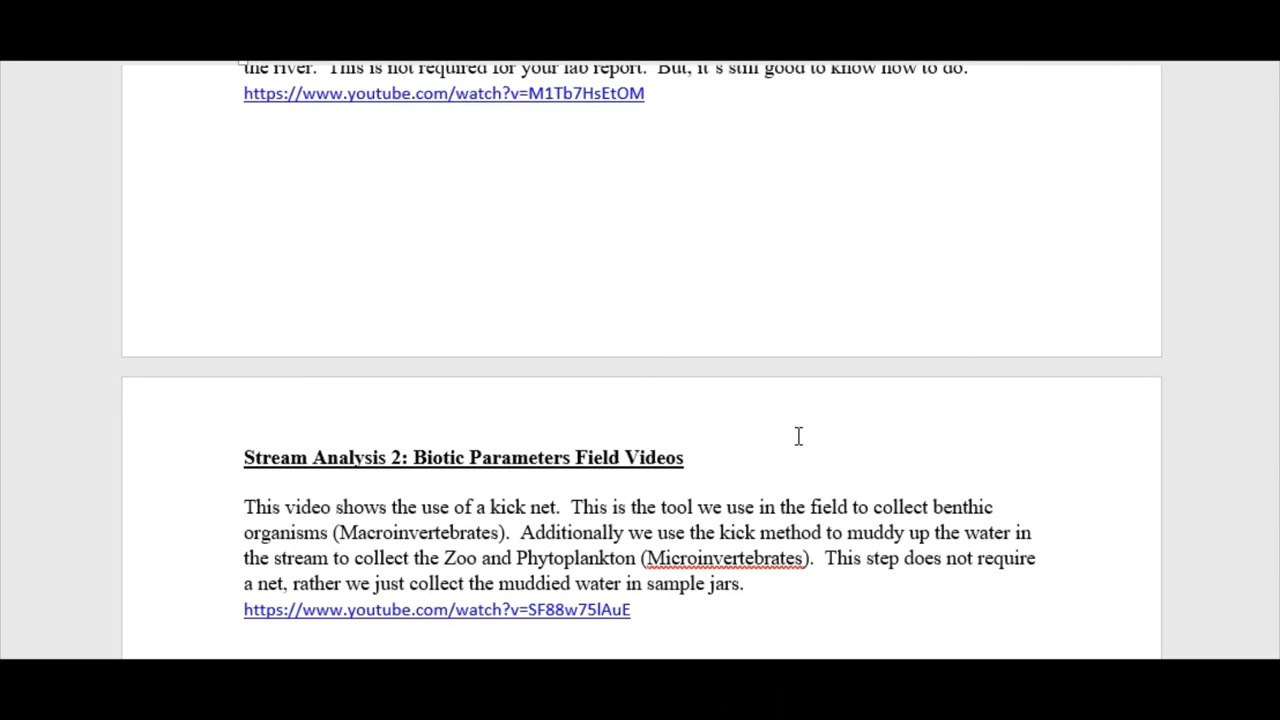 the river.  This is not required for your lab report.  But, it's still good to know how to do.
https://www.youtube.com/watch?v=M1Tb7HsEtOM
Stream Analysis 2: Biotic Parameters Field Videos
This video shows the use of a kick net.  This is the tool we use in the field to collect benthic
organisms (Macroinvertebrates).  Additionally we use the kick method to muddy up the water in
the stream to collect the Zoo and Phytoplankton (Microinvertebrates).  This step does not require
a net, rather we just collect the muddied water in sample jars.
https://www.youtube.com/watch?v=SF88w75lAuE